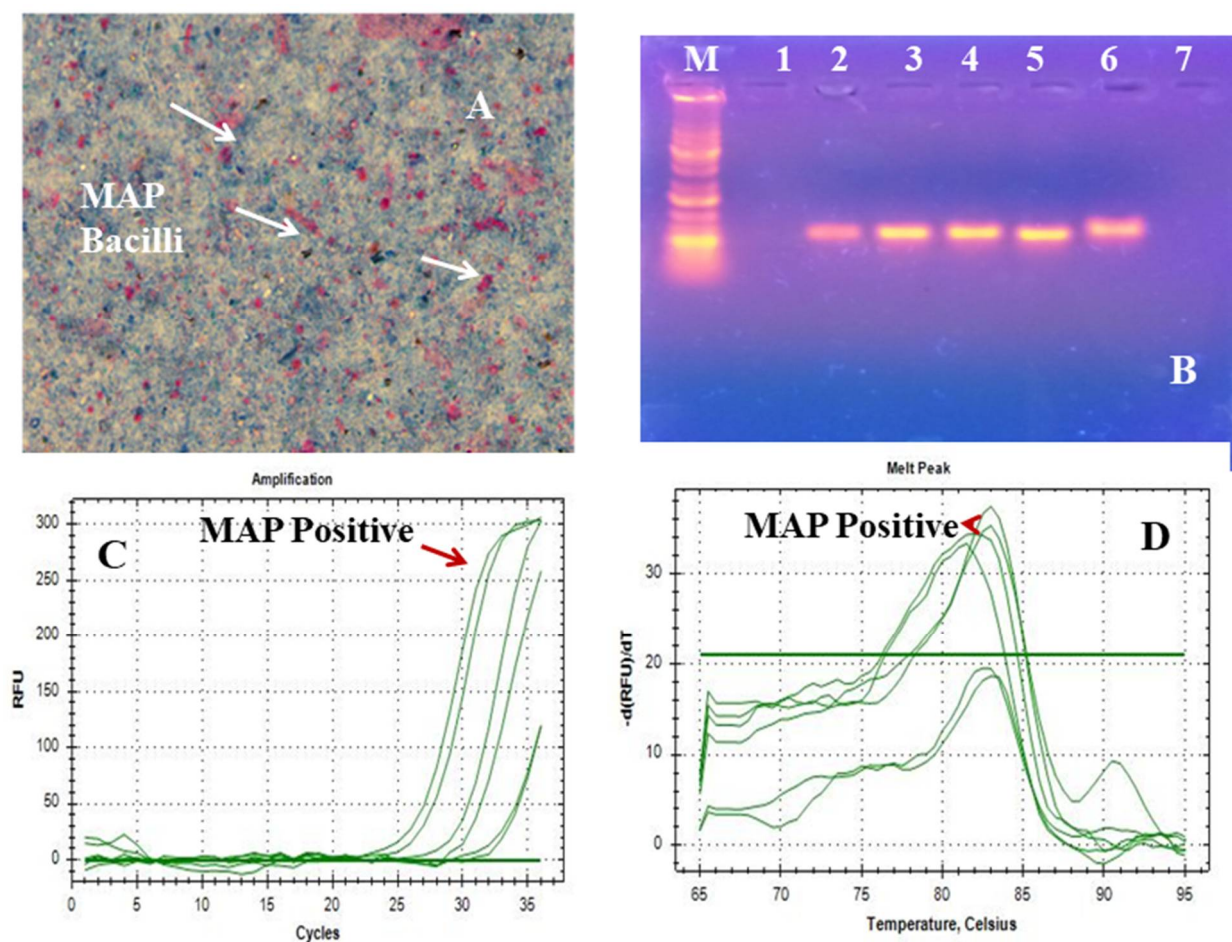 A
MAP
Bacilli
M 1 2 3 4 5 6 7
B
Amplification
MAP Positive
C
300
250
200
150
100
50
0
RFU
0 5 10 15 20 25 30 35
Cycles
Melt Peak
MAP Positive
D
30
20
10
0
-d(RFU)/dT
65 70 75 80 85 90 95
Temperature, Celsius